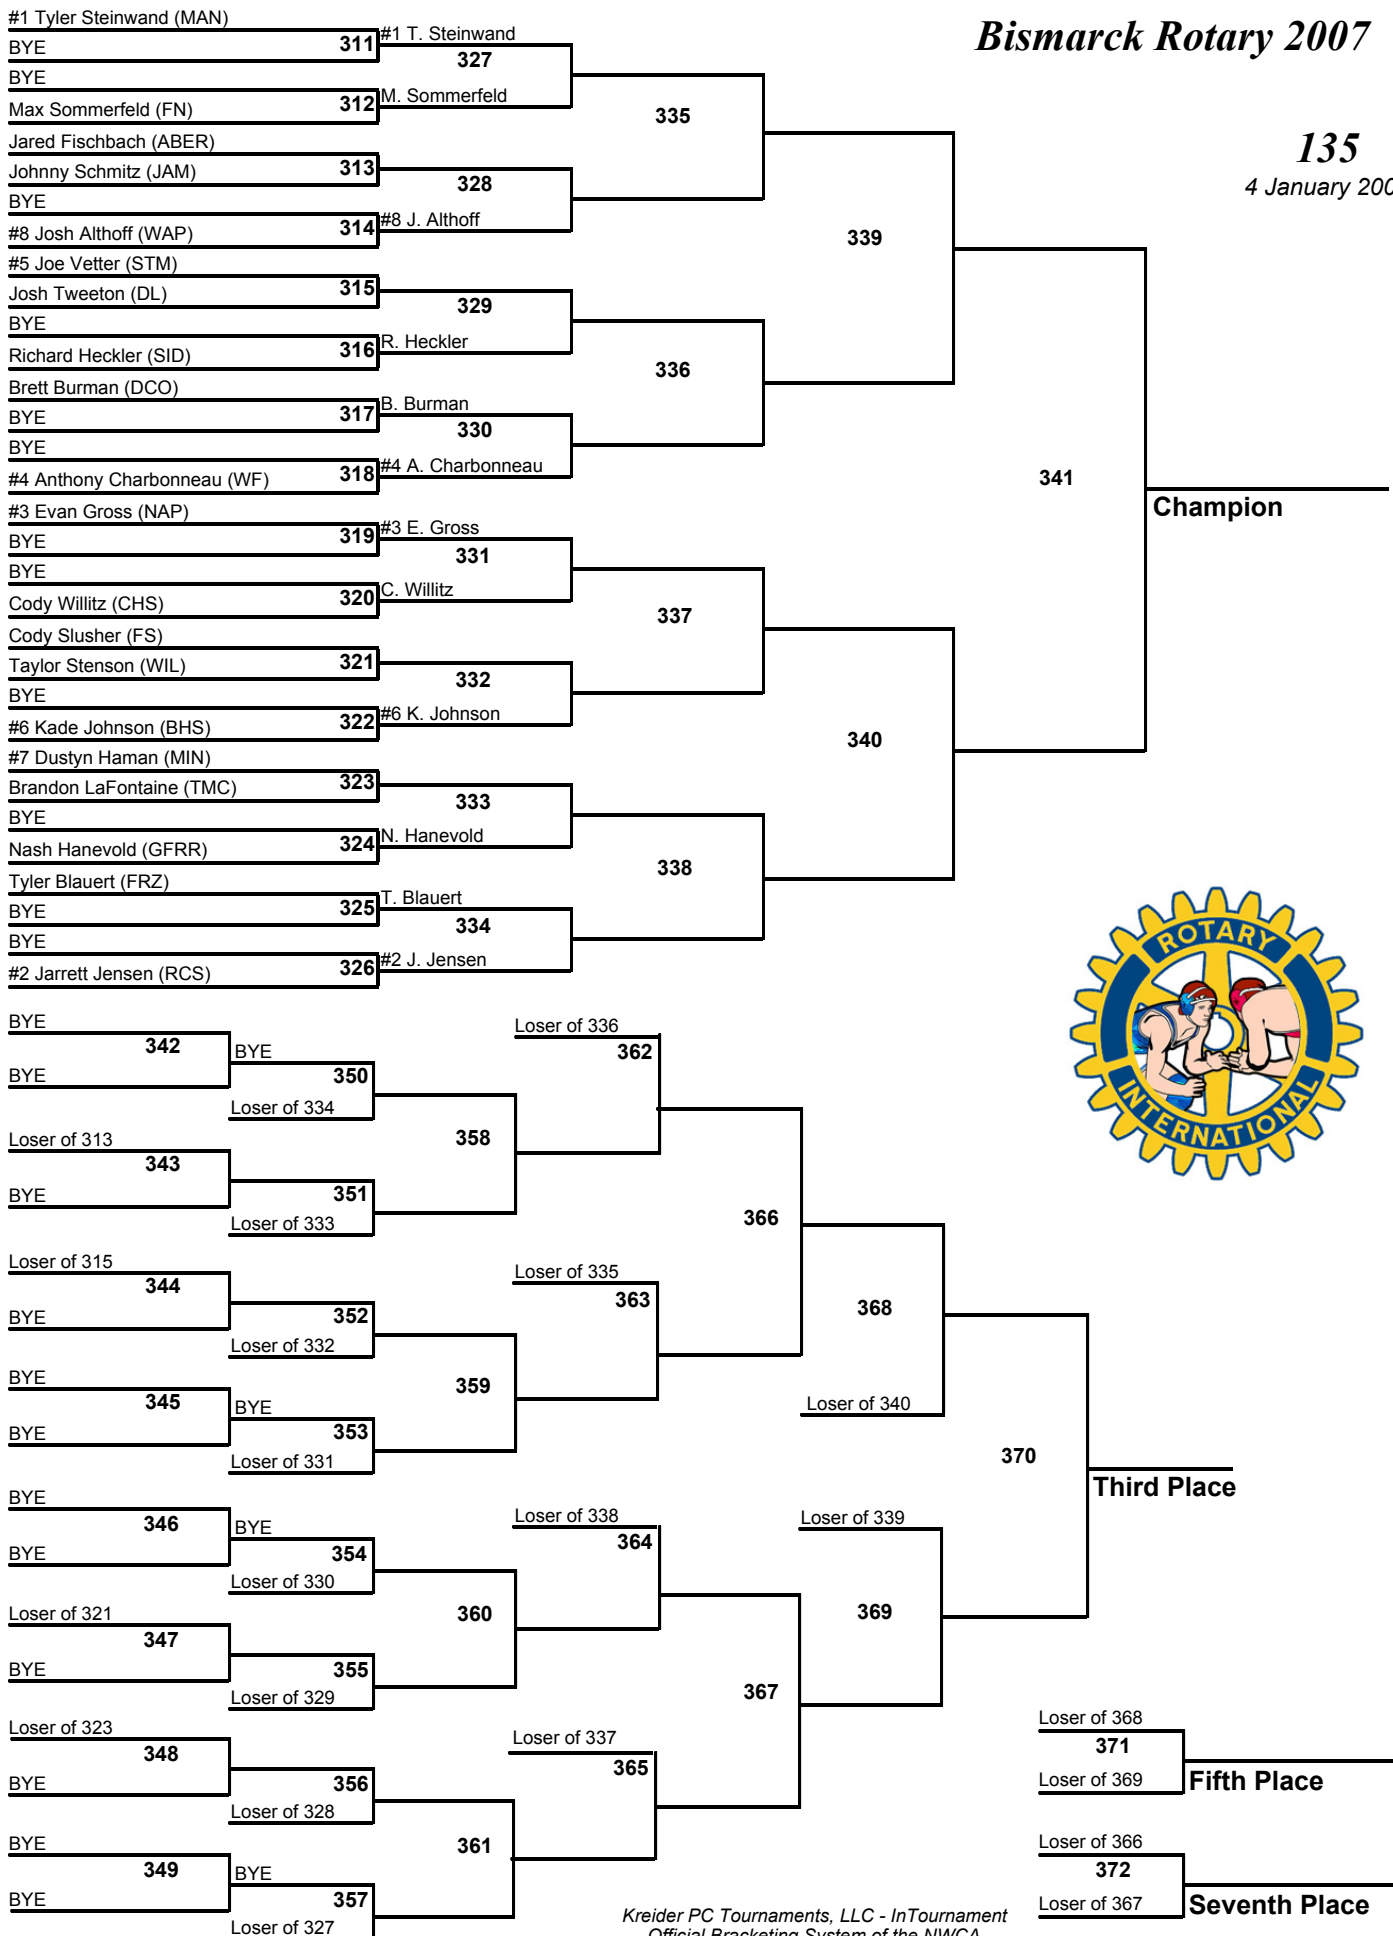 Bismarck Rotary 2007
135
4 January 200
#1 Tyler Steinwand (MAN)
BYE
311
#1 T. Steinwand
327
BYE
Max Sommerfeld (FN)
312
M. Sommerfeld
335
Jared Fischbach (ABER)
Johnny Schmitz (JAM)
313
328
BYE
#8 Josh Althoff (WAP)
314
#8 J. Althoff
339
#5 Joe Vetter (STM)
Josh Tweeton (DL)
315
329
BYE
Richard Heckler (SID)
316
R. Heckler
336
Brett Burman (DCO)
BYE
317
B. Burman
330
BYE
#4 Anthony Charbonneau (WF)
318
#4 A. Charbonneau
341
Champion
#3 Evan Gross (NAP)
BYE
319
#3 E. Gross
331
BYE
Cody Willitz (CHS)
320
C. Willitz
337
Cody Slusher (FS)
Taylor Stenson (WIL)
321
332
BYE
#6 Kade Johnson (BHS)
322
#6 K. Johnson
340
#7 Dustyn Haman (MIN)
Brandon LaFontaine (TMC)
323
333
BYE
Nash Hanevold (GFRR)
324
N. Hanevold
338
Tyler Blauert (FRZ)
BYE
325
T. Blauert
334
BYE
#2 Jarrett Jensen (RCS)
326
#2 J. Jensen
ROTARY
INTERNATIONAL
BYE
342
BYE
BYE
350
Loser of 334
358
Loser of 336
362
Loser of 313
343
BYE
351
Loser of 333
366
Loser of 315
344
BYE
352
Loser of 332
Loser of 335
363
368
359
BYE
345
BYE
BYE
353
Loser of 331
Loser of 340
370
Third Place
BYE
346
BYE
BYE
354
Loser of 330
Loser of 338
364
Loser of 339
360
369
Loser of 321
347
BYE
355
Loser of 329
367
Loser of 323
348
BYE
356
Loser of 328
Loser of 337
365
Loser of 368
371
Loser of 369
Fifth Place
361
BYE
349
BYE
BYE
357
Loser of 327
Loser of 366
372
Loser of 367
Seventh Place
Kreider PC Tournaments, LLC - InTournament
Official Bracketing System of the NWCA